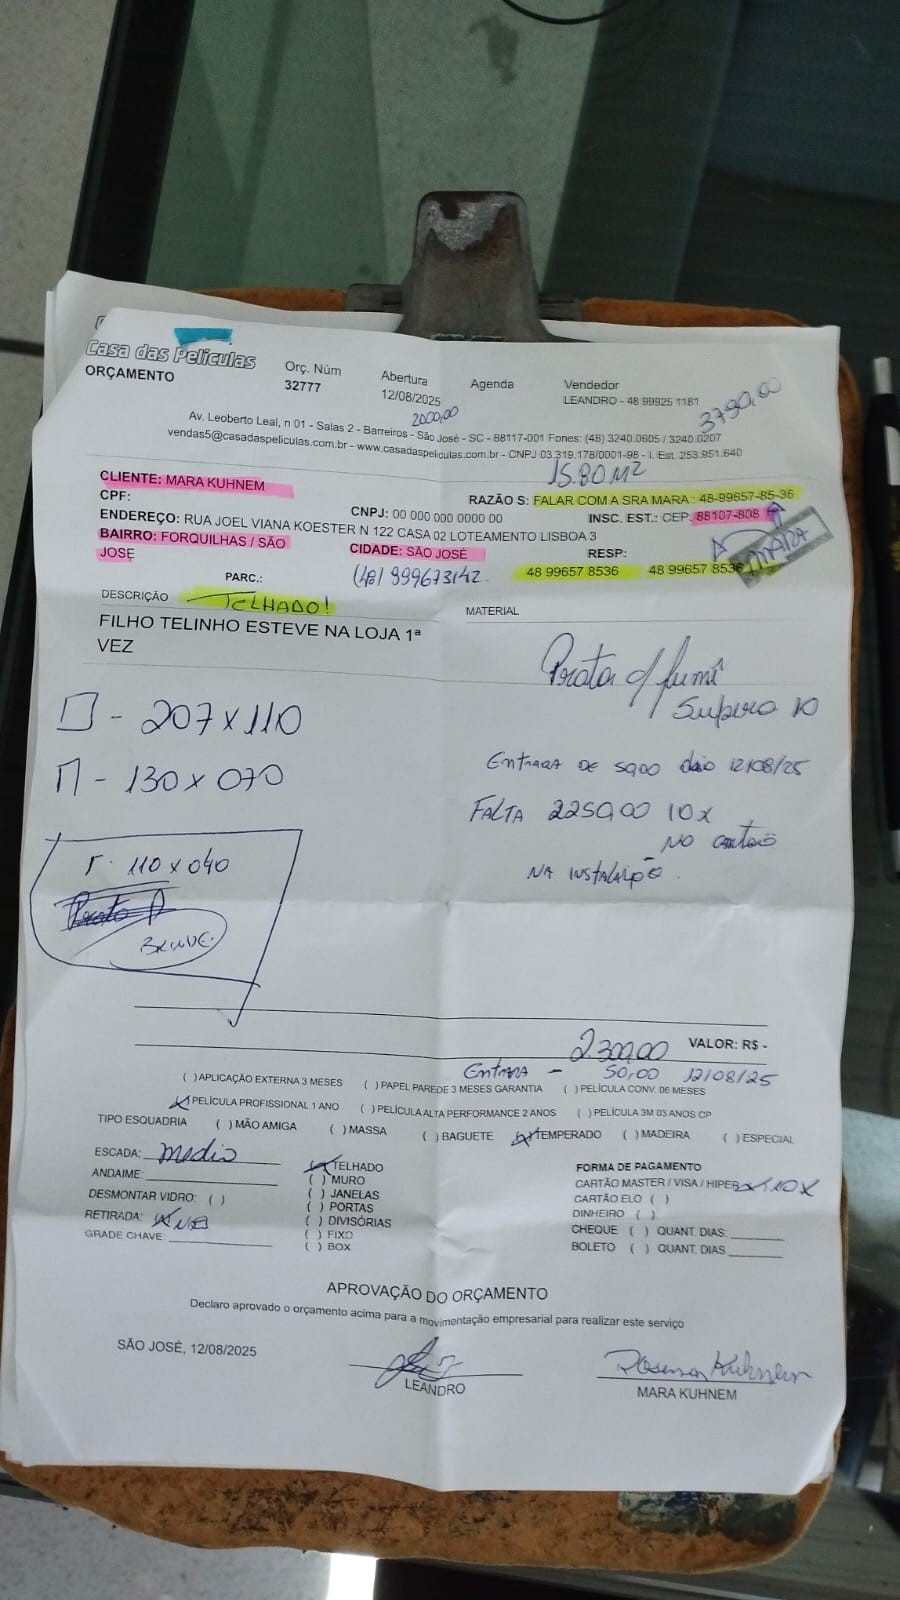 Casa das Películas
ORÇAMENTO
Orç. Núm
32777
Abertura
12/08/2025
Agenda
Vendedor
LEANDRO - 48 99925 1181
2000,00
3790,00
Av. Leoberto Leal, n 01 - Salas 2 - Barreiros - São José - SC - 88117-001 Fones: (48) 3240.0605 / 3240.0207
vendas5@casadaspeliculas.com.br - www.casadaspeliculas.com.br - CNPJ 03.319.178/0001-98 - I. Est. 253.951.640
15.80 M²
CLIENTE: MARA KUHNEM
RAZÃO S: FALAR COM A SRA MARA : 48-99657-85-36
CPF:
CNPJ: 00 000 000 0000 00
INSC. EST.: CEP: 88107-808
ENDEREÇO: RUA JOEL VIANA KOESTER N 122 CASA 02 LOTEAMENTO LISBOA 3
BAIRRO: FORQUILHAS / SÃO JOSE
CIDADE: SÃO JOSÉ
RESP:
MARA
PARC.:
(48) 999673142.
48 99657 8536
48 99657 8536
DESCRIÇÃO
TELHADO!
MATERIAL
FILHO TELINHO ESTEVE NA LOJA 1ª
VEZ
Prata d/ fumê
Supera 10
207 x 110
130 x 070
Entrada DE 50,00 dia 12/08/25
FALTA 2250,00 10x
NO cartão
NA INSTALAÇÃO.
110 x 040
BRINDE.
2.300,00 VALOR: R$ -
Entrada - 50,00 12/08/25
( ) APLICAÇÃO EXTERNA 3 MESES ( ) PAPEL PAREDE 3 MESES GARANTIA ( ) PELÍCULA CONV. 06 MESES
(x) PELÍCULA PROFISSIONAL 1 ANO ( ) PELÍCULA ALTA PERFORMANCE 2 ANOS ( ) PELÍCULA 3M 03 ANOS CP
TIPO ESQUADRIA ( ) MÃO AMIGA ( ) MASSA ( ) BAGUETE (x) TEMPERADO ( ) MADEIRA ( ) ESPECIAL
ESCADA: media
ANDAIME:
DESMONTAR VIDRO: ( )
RETIRADA:
GRADE CHAVE:
(x) TELHADO
( ) MURO
( ) JANELAS
( ) PORTAS
( ) DIVISÓRIAS
( ) FIXO
( ) BOX
FORMA DE PAGAMENTO
CARTÃO MASTER / VISA / HIPER 10X
CARTÃO ELO ( )
DINHEIRO ( )
CHEQUE ( ) QUANT. DIAS:
BOLETO ( ) QUANT. DIAS
APROVAÇÃO DO ORÇAMENTO
Declaro aprovado o orçamento acima para a movimentação empresarial para realizar este serviço
SÃO JOSÉ, 12/08/2025
LEANDRO
Kuhnem
MARA KUHNEM